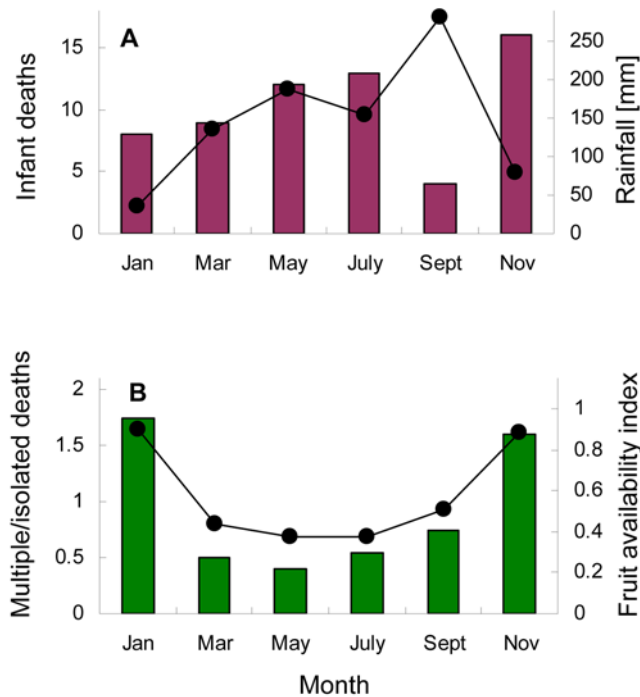 A
Infant deaths
Rainfall [mm]
15
10
5
0
250
200
150
100
50
0
Jan Mar May July Sept Nov
B
Multiple/isolated deaths
Fruit availability index
2
1.5
1
0.5
0
1
0.8
0.6
0.4
0.2
0
Jan Mar May July Sept Nov
Month